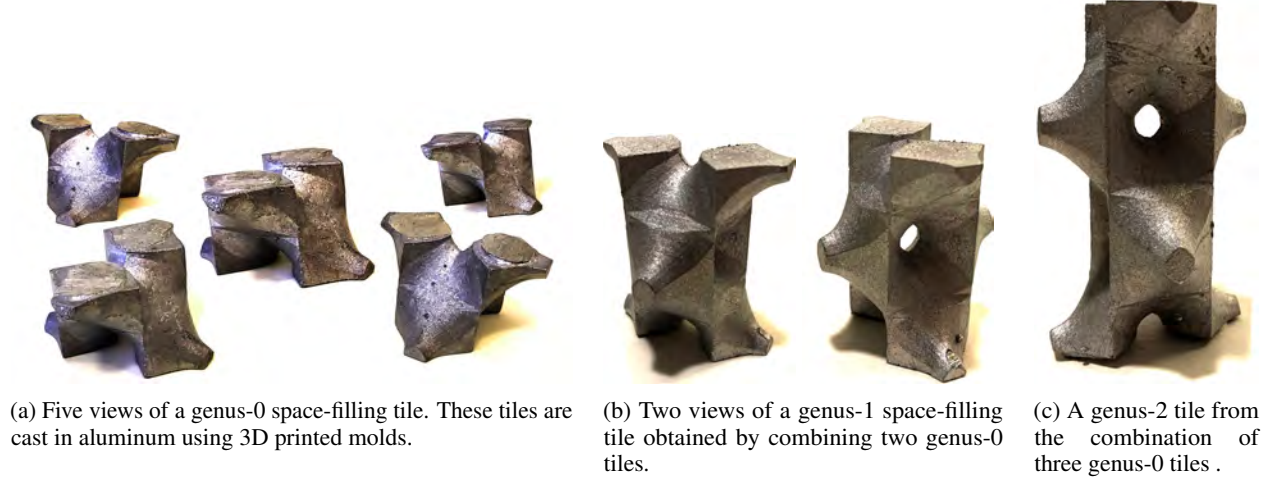 (a) Five views of a genus-0 space-filling tile. These tiles are
cast in aluminum using 3D printed molds.
(b) Two views of a genus-1 space-filling
tile obtained by combining two genus-0
tiles.
(c) A genus-2 tile from
the combination of
three genus-0 tiles .